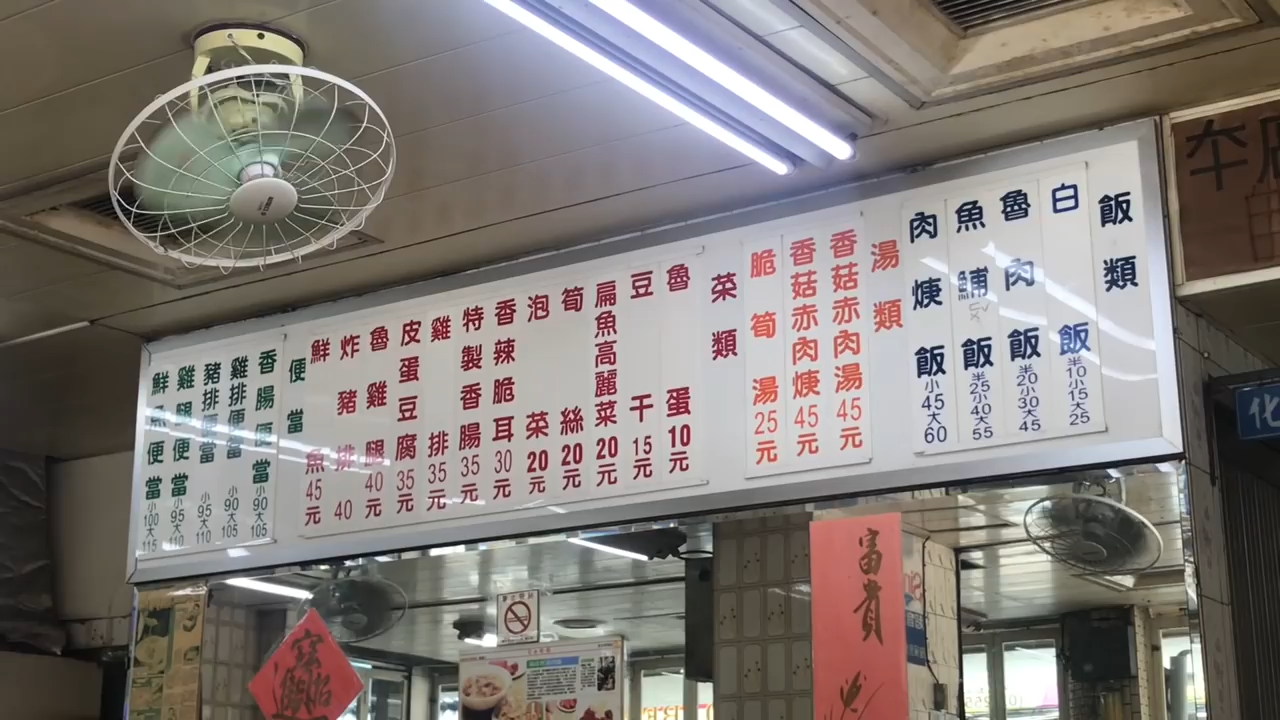 飯類
白飯半10小15大25
魯肉飯半20小30大45
魚鯆飯半25小40大55
肉焿飯小45大60
湯類
香菇赤肉湯45元
香菇赤肉焿45元
脆筍湯25元
菜類
魯蛋10元
豆干15元
扁魚高麗菜20元
筍絲20元
泡菜20元
香辣脆耳30元
特製香腸35元
雞排35元
皮蛋豆腐35元
魯雞腿40元
炸豬排40
鮮魚45元
便當
香腸便當小90大105
雞排便當小90大105
豬排便當小95大110
雞腿便當小95大110
鮮魚便當小100大115
富貴
化